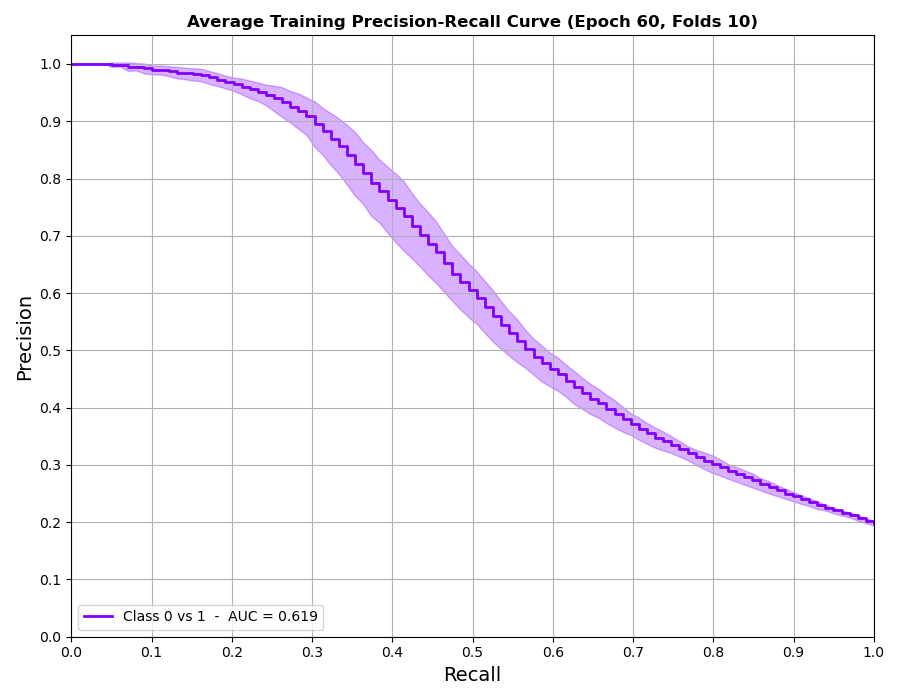 Average Training Precision-Recall Curve (Epoch 60, Folds 10)
Precision
1.0
0.9
0.8
0.7
0.6
0.5
0.4
0.3
0.2
0.1
0.0
Class 0 vs 1 - AUC = 0.619
0.0 0.1 0.2 0.3 0.4 0.5 0.6 0.7 0.8 0.9 1.0
Recall